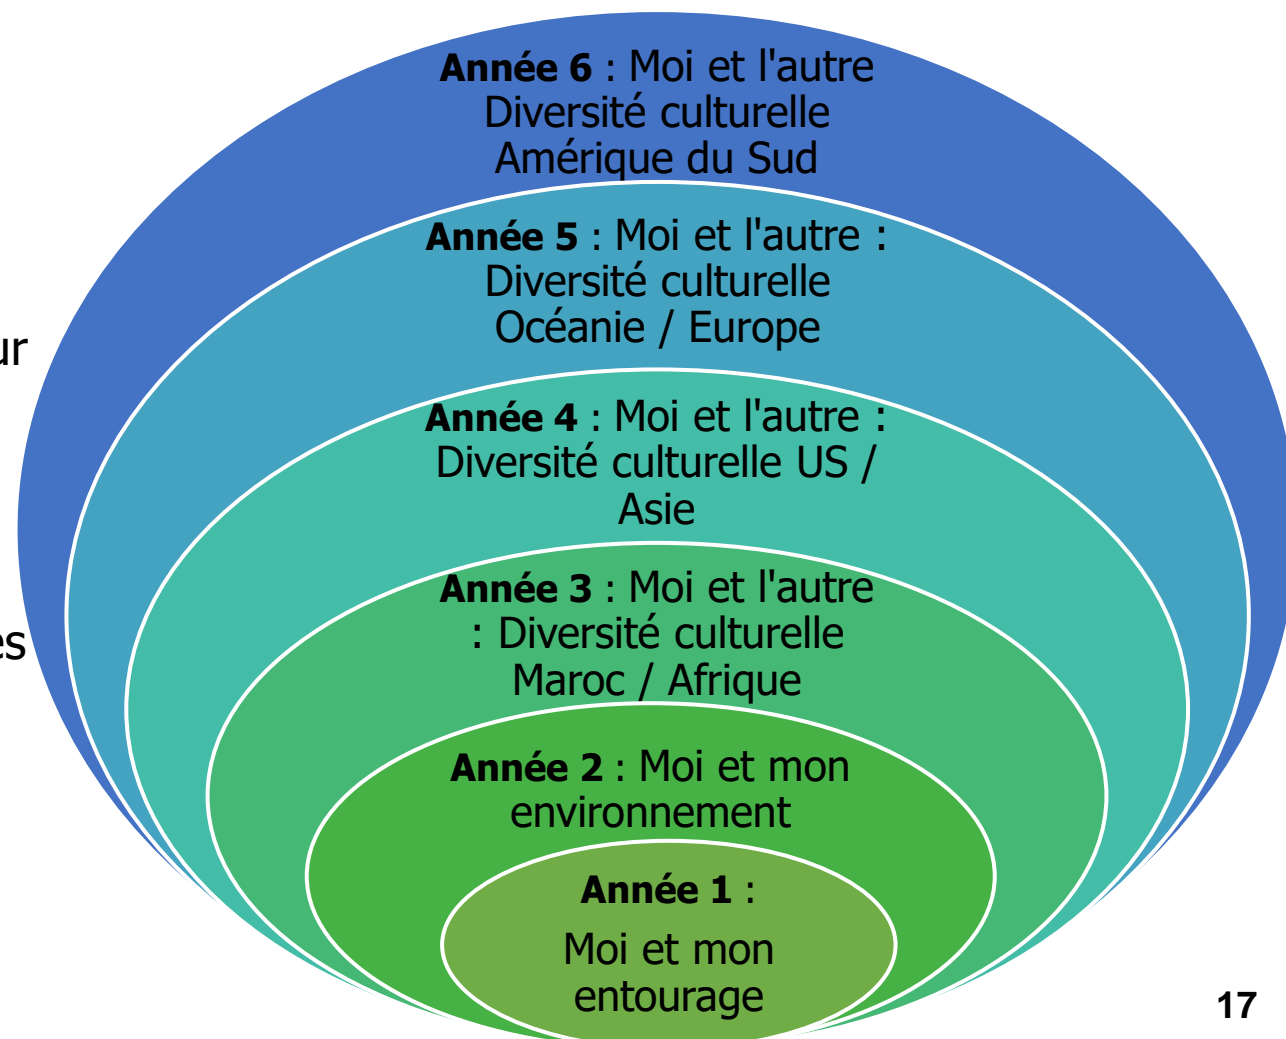 Année 6 : Moi et l'autre
Diversité culturelle
Amérique du Sud
Année 5 : Moi et l'autre :
Diversité culturelle
Océanie / Europe
ur
Année 4 : Moi et l'autre :
Diversité culturelle US /
Asie
Année 3 : Moi et l'autre
: Diversité culturelle
Maroc / Afrique
es
Année 2 : Moi et mon
environnement
Année 1 :
Moi et mon
entourage
17